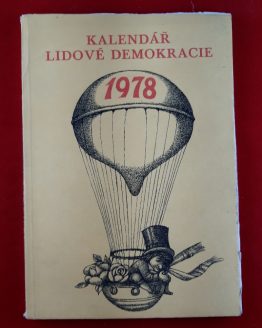 KALENDÁŘ
LIDOVÉ DEMOKRACIE
1978